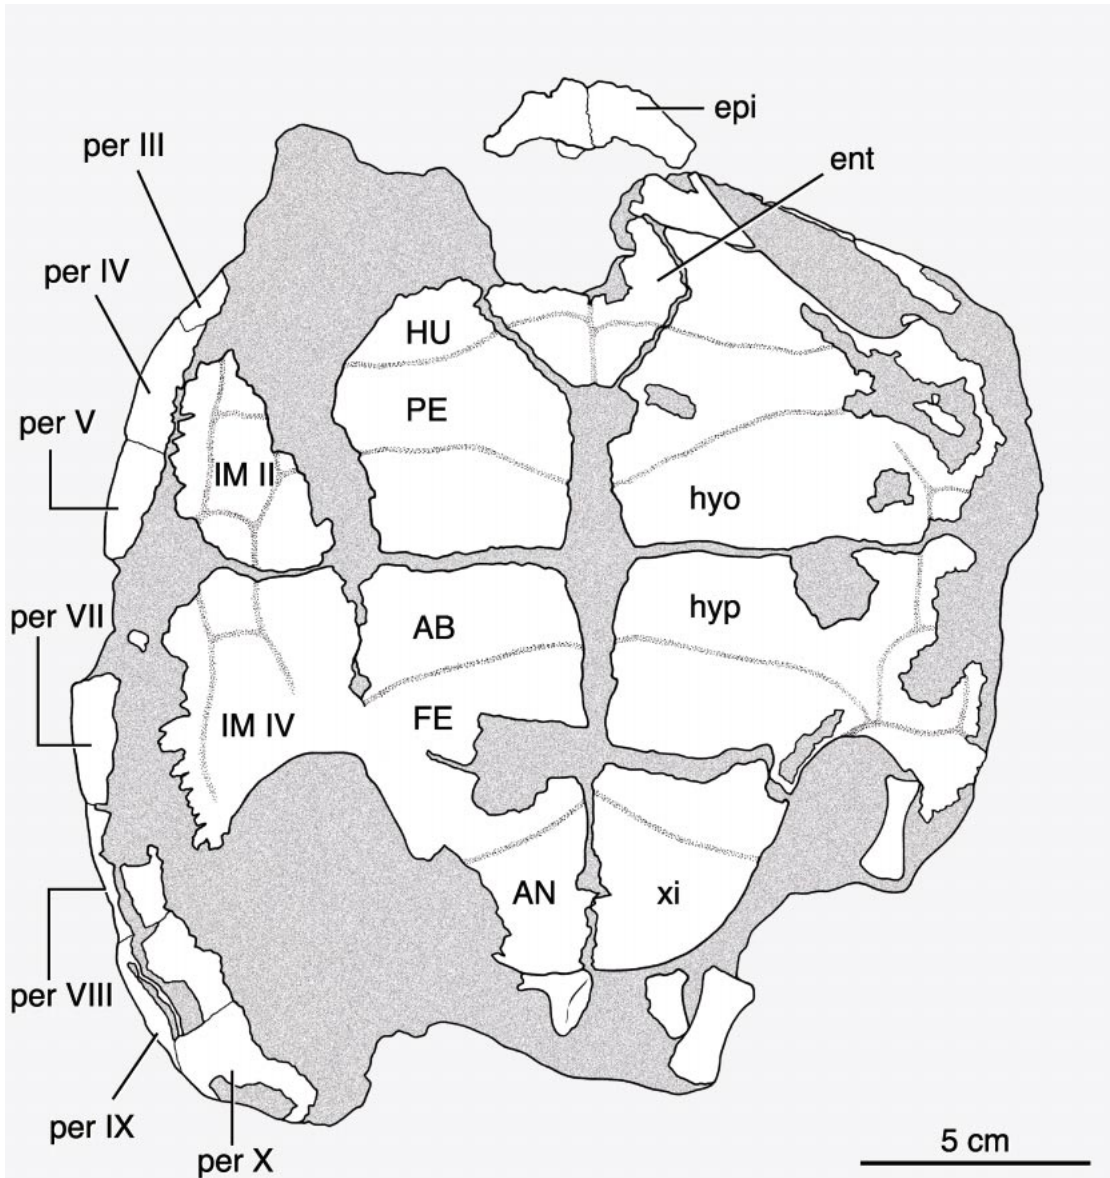 epi
per III
ent
per IV
HU
PE
per V
IM II
hyo
hyp
per VII
AB
FE
IM IV
AN
xi
per VIII
per IX
per X
5 cm